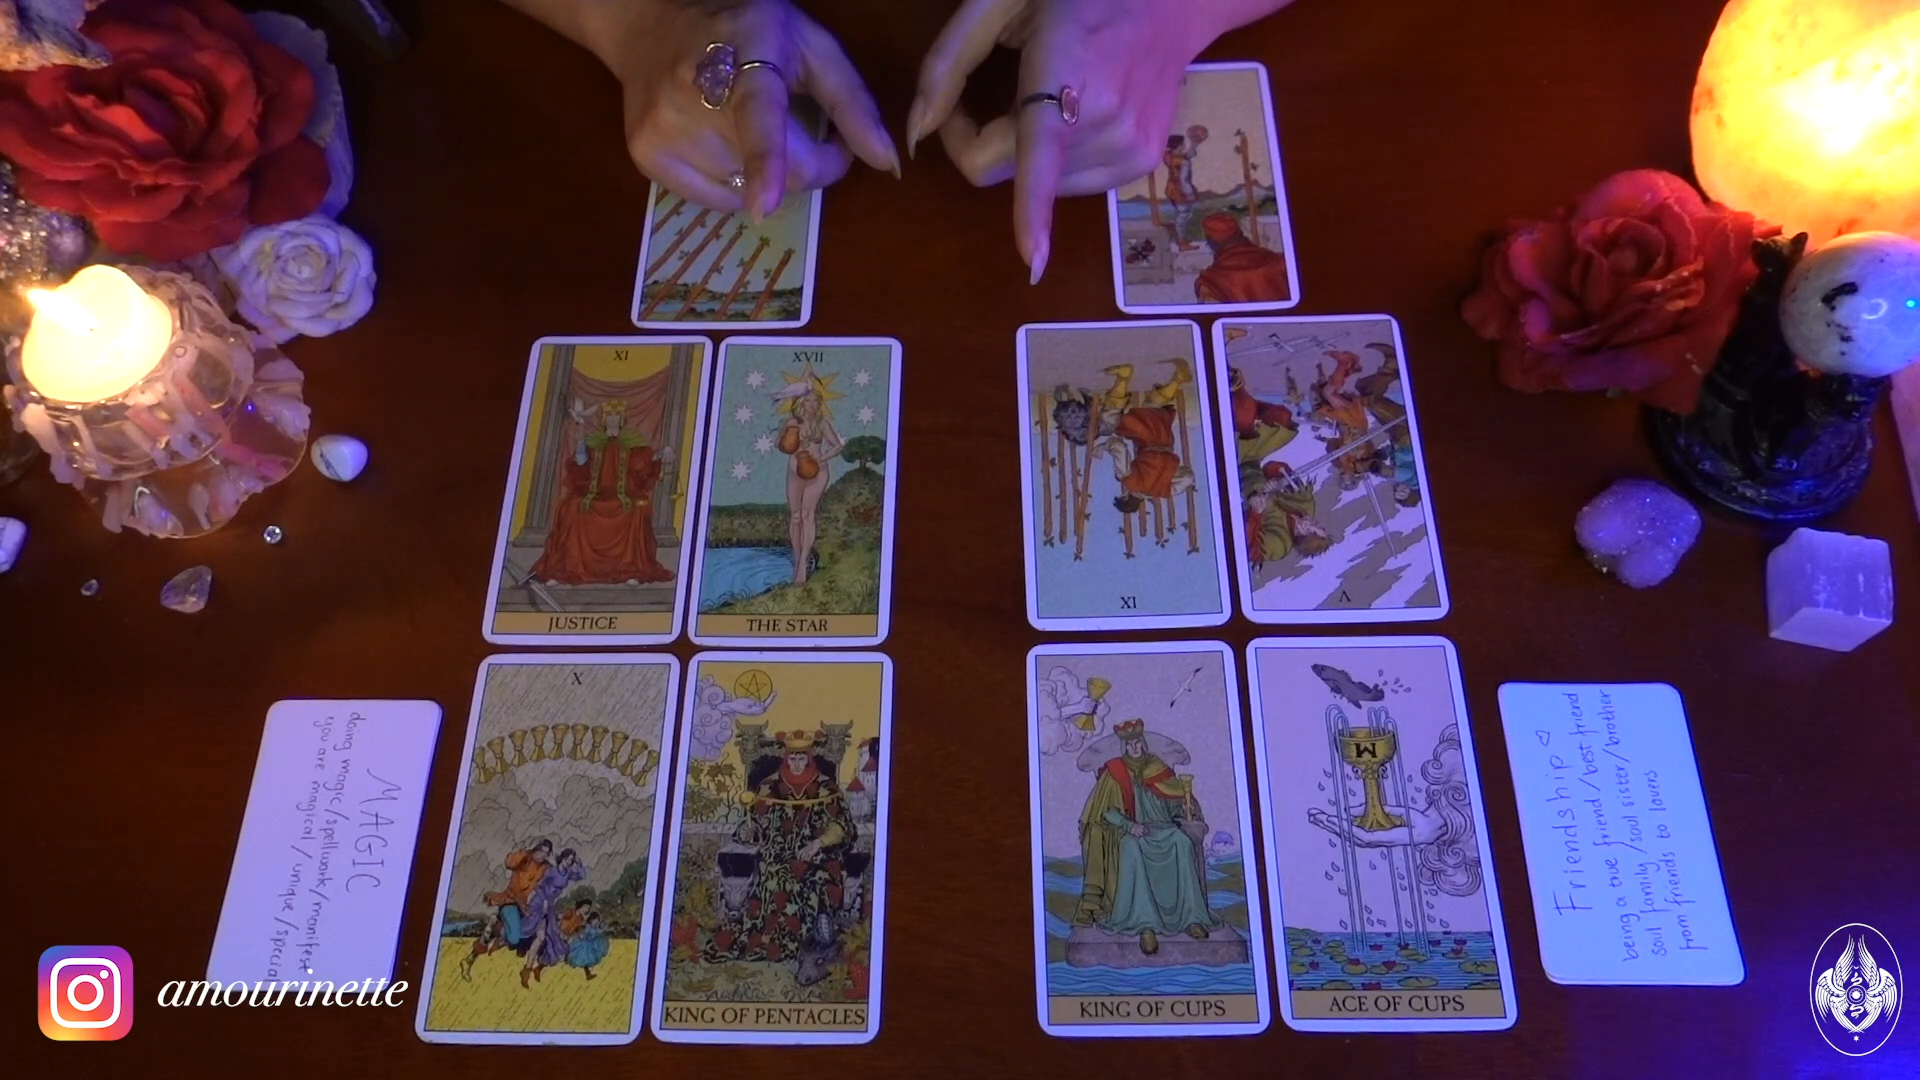 XI
JUSTICE
XVII
THE STAR
IX
V
X
KING OF PENTACLES
KING OF CUPS
ACE OF CUPS
MAGIC
doing magic/spellwork/manifest
you are magical/unique/special
Friendship <3
being a true friend/best friend
soul family/soul sister/brother
from friends to lovers
amourinette